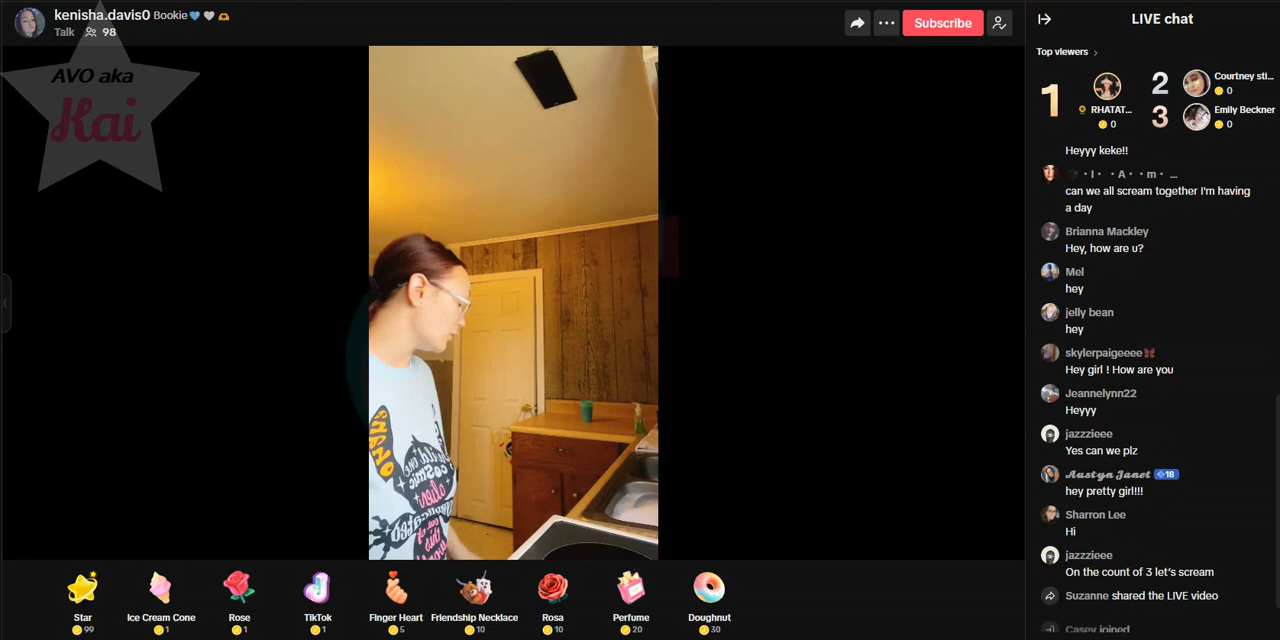 kenisha.davis0 Bookie💙🤍🫶
Talk 98
AVO aka
Kai
Subscribe
LIVE chat
Top viewers >
1
RHATAT...
0
2
Courtney sti...
0
3
Emily Beckner
0
Heyyy keke!!
• I • • A • m • ...
can we all scream together I'm having
a day
Brianna Mackley
Hey, how are u?
Mel
hey
jelly bean
hey
skylerpaigeeee🦋
Hey girl ! How are you
Jeannelynn22
Heyyy
jazzzieee
Yes can we plz
Austyn Janet 18
hey pretty girl!!!
Sharron Lee
Hi
jazzzieee
On the count of 3 let's scream
Suzanne shared the LIVE video
Casey joined
cosmic
Star
99
Ice Cream Cone
1
Rose
1
TikTok
1
Finger Heart
5
Friendship Necklace
10
Rosa
10
Perfume
20
Doughnut
30